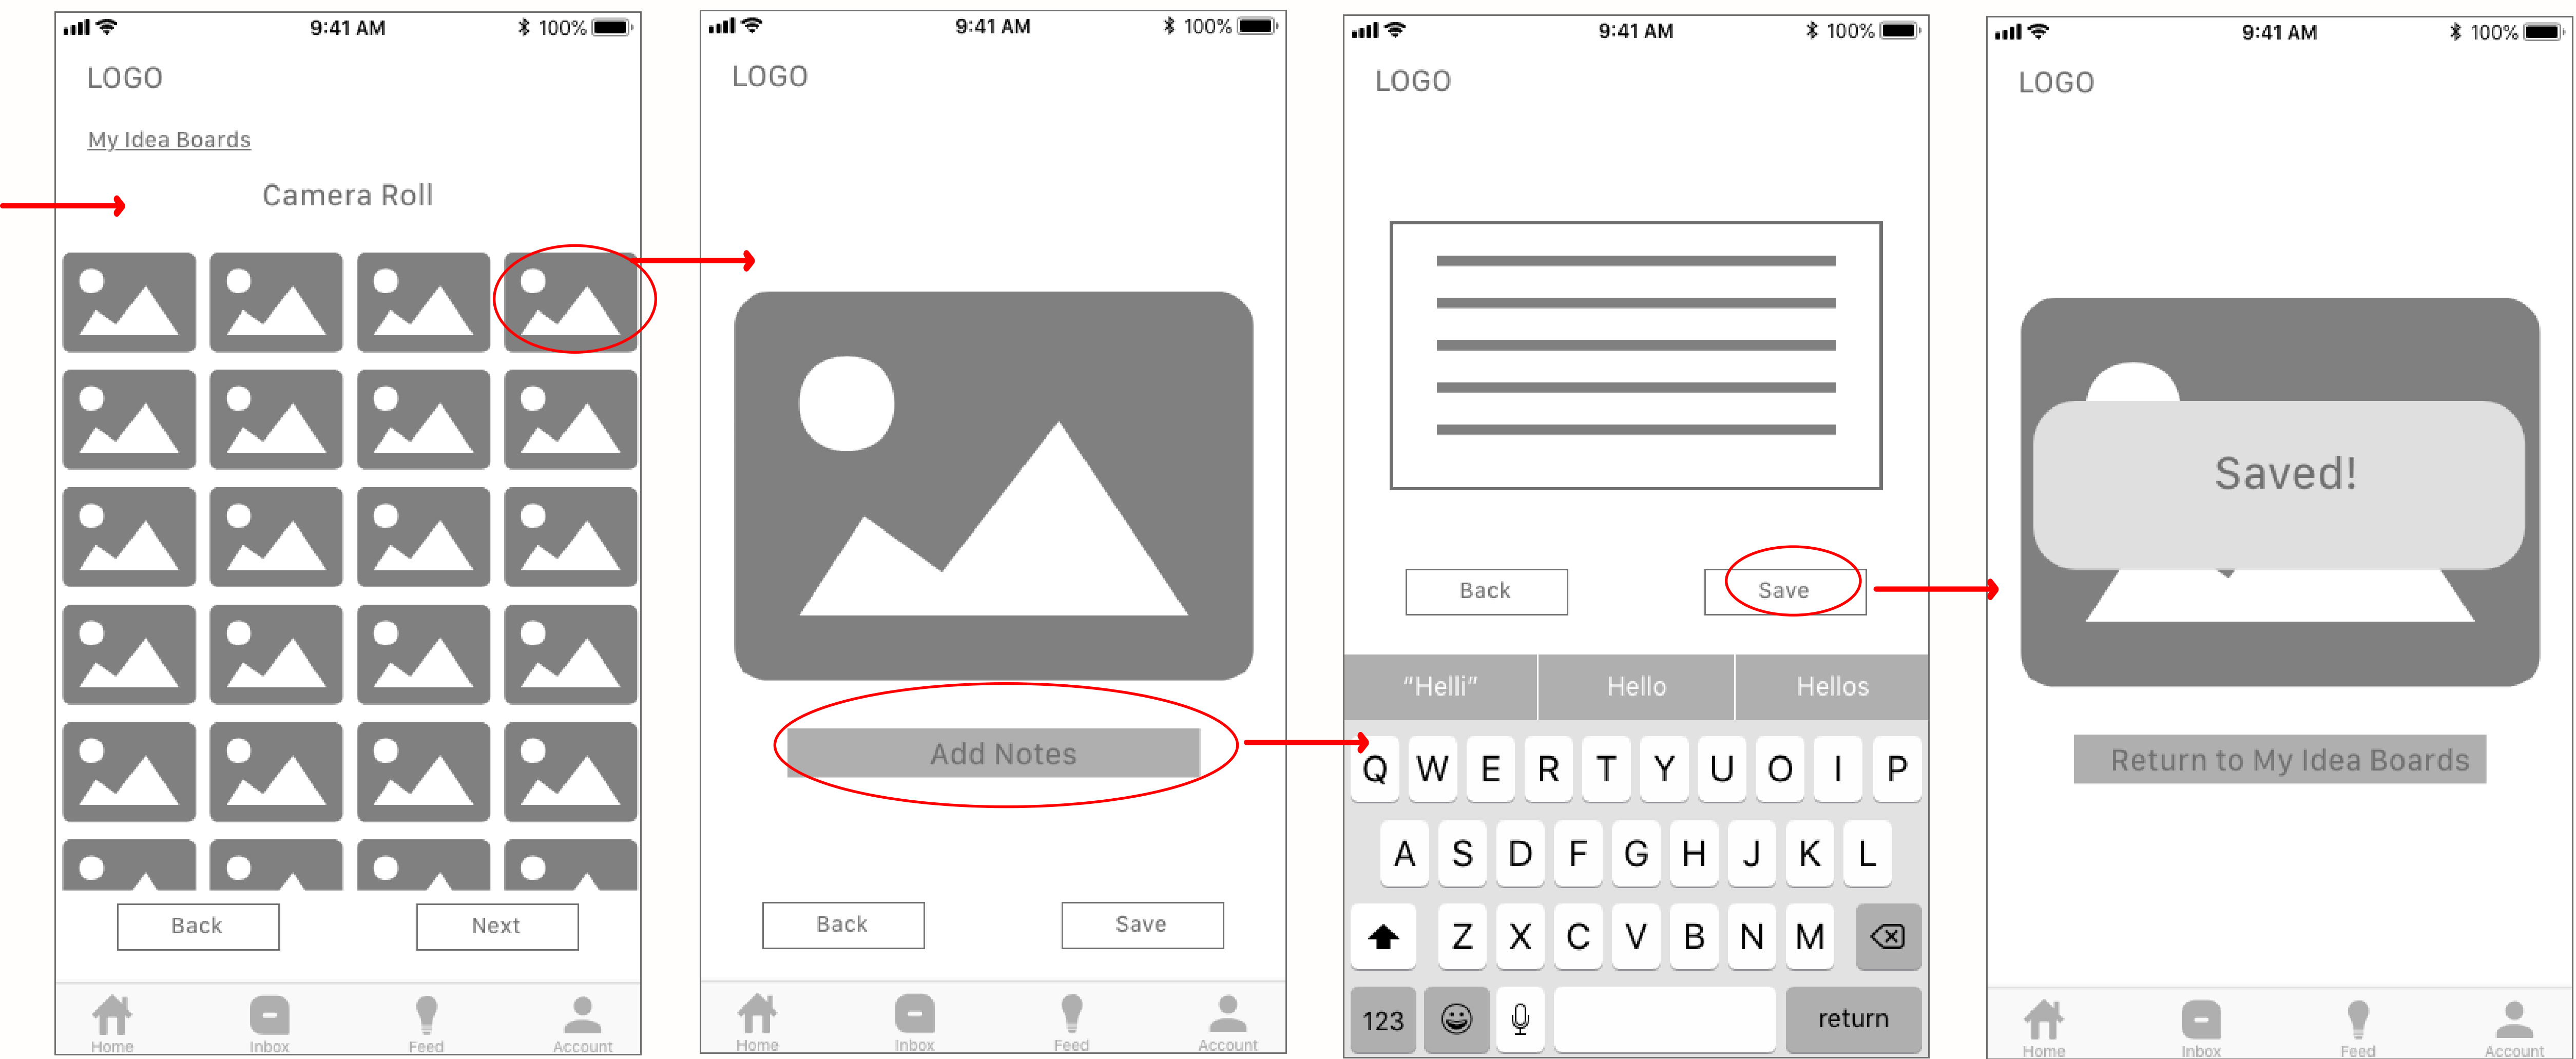 9:41 AM
100%
LOGO
My Idea Boards
Camera Roll
Back
Next
Home
Inbox
Feed
Account
9:41 AM
100%
LOGO
Add Notes
Back
Save
Home
Inbox
Feed
Account
9:41 AM
100%
LOGO
Back
Save
“Helli” Hello Hellos
Q W E R T Y U O I P
A S D F G H J K L
Z X C V B N M
123 return
9:41 AM
100%
LOGO
Saved!
Return to My Idea Boards
Home
Inbox
Feed
Account